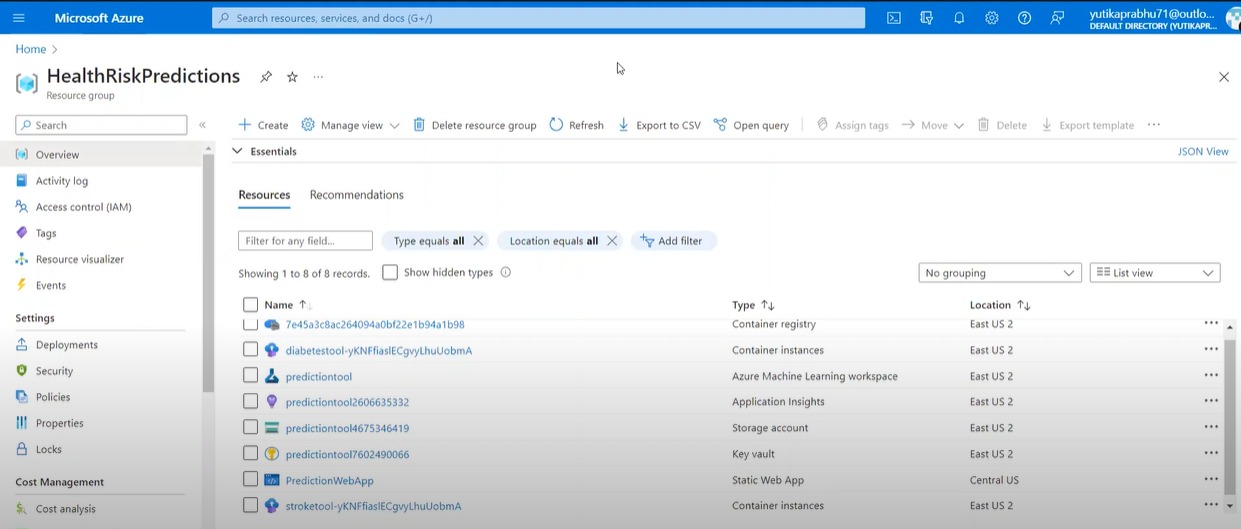 Microsoft Azure
Search resources, services, and docs (G+/)
yutikaprabhu71@outlo...
DEFAULT DIRECTORY (YUTIKAPR...
Home >
HealthRiskPredictions
Resource group
Search
Create Manage view Delete resource group Refresh Export to CSV Open query Assign tags Move Delete Export template
Overview
Activity log
Access control (IAM)
Tags
Resource visualizer
Events
Settings
Deployments
Security
Policies
Properties
Locks
Cost Management
Cost analysis
Essentials
JSON View
Resources Recommendations
Filter for any field... Type equals all Location equals all Add filter
Showing 1 to 8 of 8 records. Show hidden types No grouping List view
Name Type Location
7e45a3c8ac264094a0bf22e1b94a1b98 Container registry East US 2
diabetestool-yKNFfiaslECgvyLhuUobmA Container instances East US 2
predictiontool Azure Machine Learning workspace East US 2
predictiontool2606635332 Application Insights East US 2
predictiontool4675346419 Storage account East US 2
predictiontool7602490066 Key vault East US 2
PredictionWebApp Static Web App Central US
stroketool-yKNFfiaslECgvyLhuUobmA Container instances East US 2